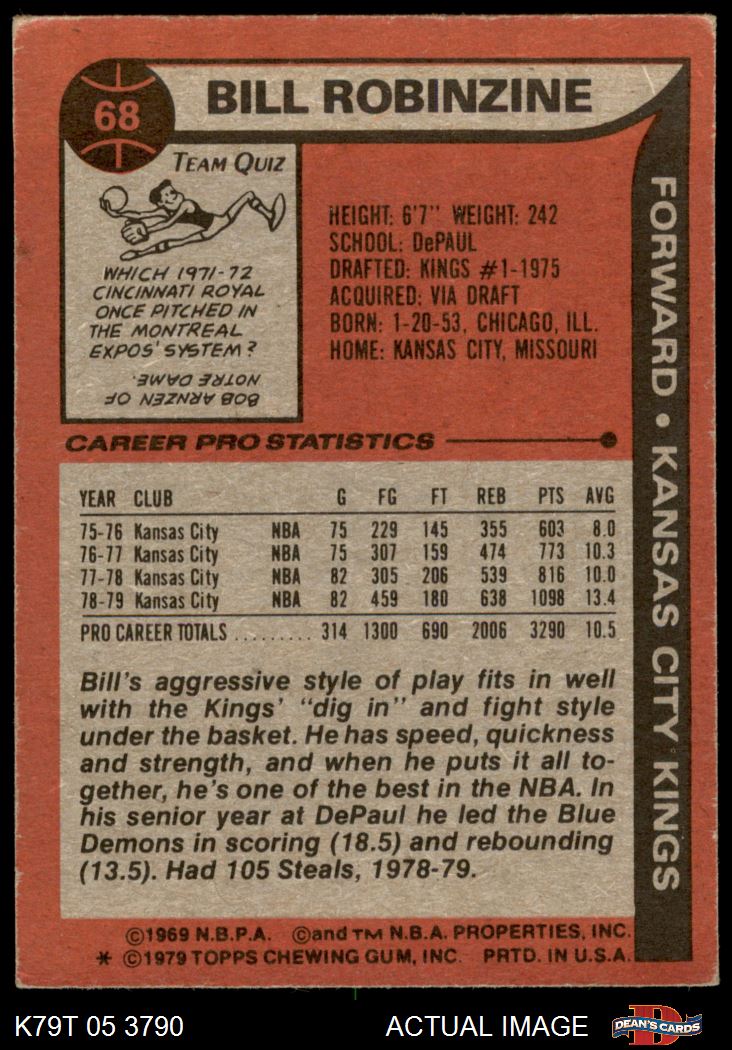 68
BILL ROBINZINE
TEAM QUIZ
WHICH 1971-72
CINCINNATI ROYAL
ONCE PITCHED IN
THE MONTREAL
EXPOS' SYSTEM?
BOB ARNZEN OF
NOTRE DAME.
HEIGHT: 6'7" WEIGHT: 242
SCHOOL: DePAUL
DRAFTED: KINGS #1-1975
ACQUIRED: VIA DRAFT
BORN: 1-20-53, CHICAGO, ILL.
HOME: KANSAS CITY, MISSOURI
FORWARD • KANSAS CITY KINGS
CAREER PRO STATISTICS
YEAR CLUB G FG FT REB PTS AVG
75-76 Kansas City NBA 75 229 145 355 603 8.0
76-77 Kansas City NBA 75 307 159 474 773 10.3
77-78 Kansas City NBA 82 305 206 539 816 10.0
78-79 Kansas City NBA 82 459 180 638 1098 13.4
PRO CAREER TOTALS ......... 314 1300 690 2006 3290 10.5
Bill's aggressive style of play fits in well
with the Kings' "dig in" and fight style
under the basket. He has speed, quickness
and strength, and when he puts it all to-
gether, he's one of the best in the NBA. In
his senior year at DePaul he led the Blue
Demons in scoring (18.5) and rebounding
(13.5). Had 105 Steals, 1978-79.
©1969 N.B.P.A. ©and TM N.B.A. PROPERTIES, INC.
* ©1979 TOPPS CHEWING GUM, INC. PRTD. IN U.S.A.
K79T 05 3790
ACTUAL IMAGE
D
DEAN'S CARDS